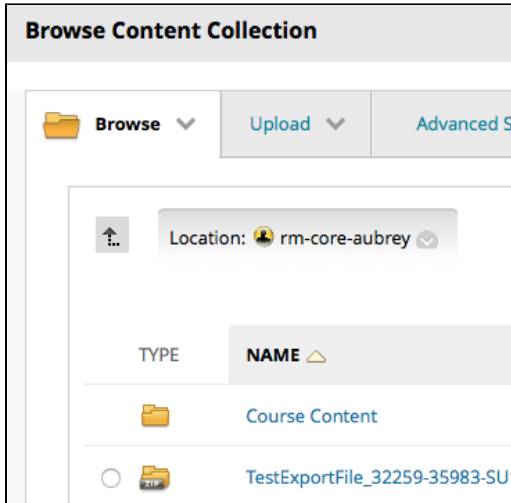 Browse Content Collection
Browse Upload Advanced S
Location: rm-core-aubrey
TYPE NAME
Course Content
ZIP TestExportFile_32259-35983-SU